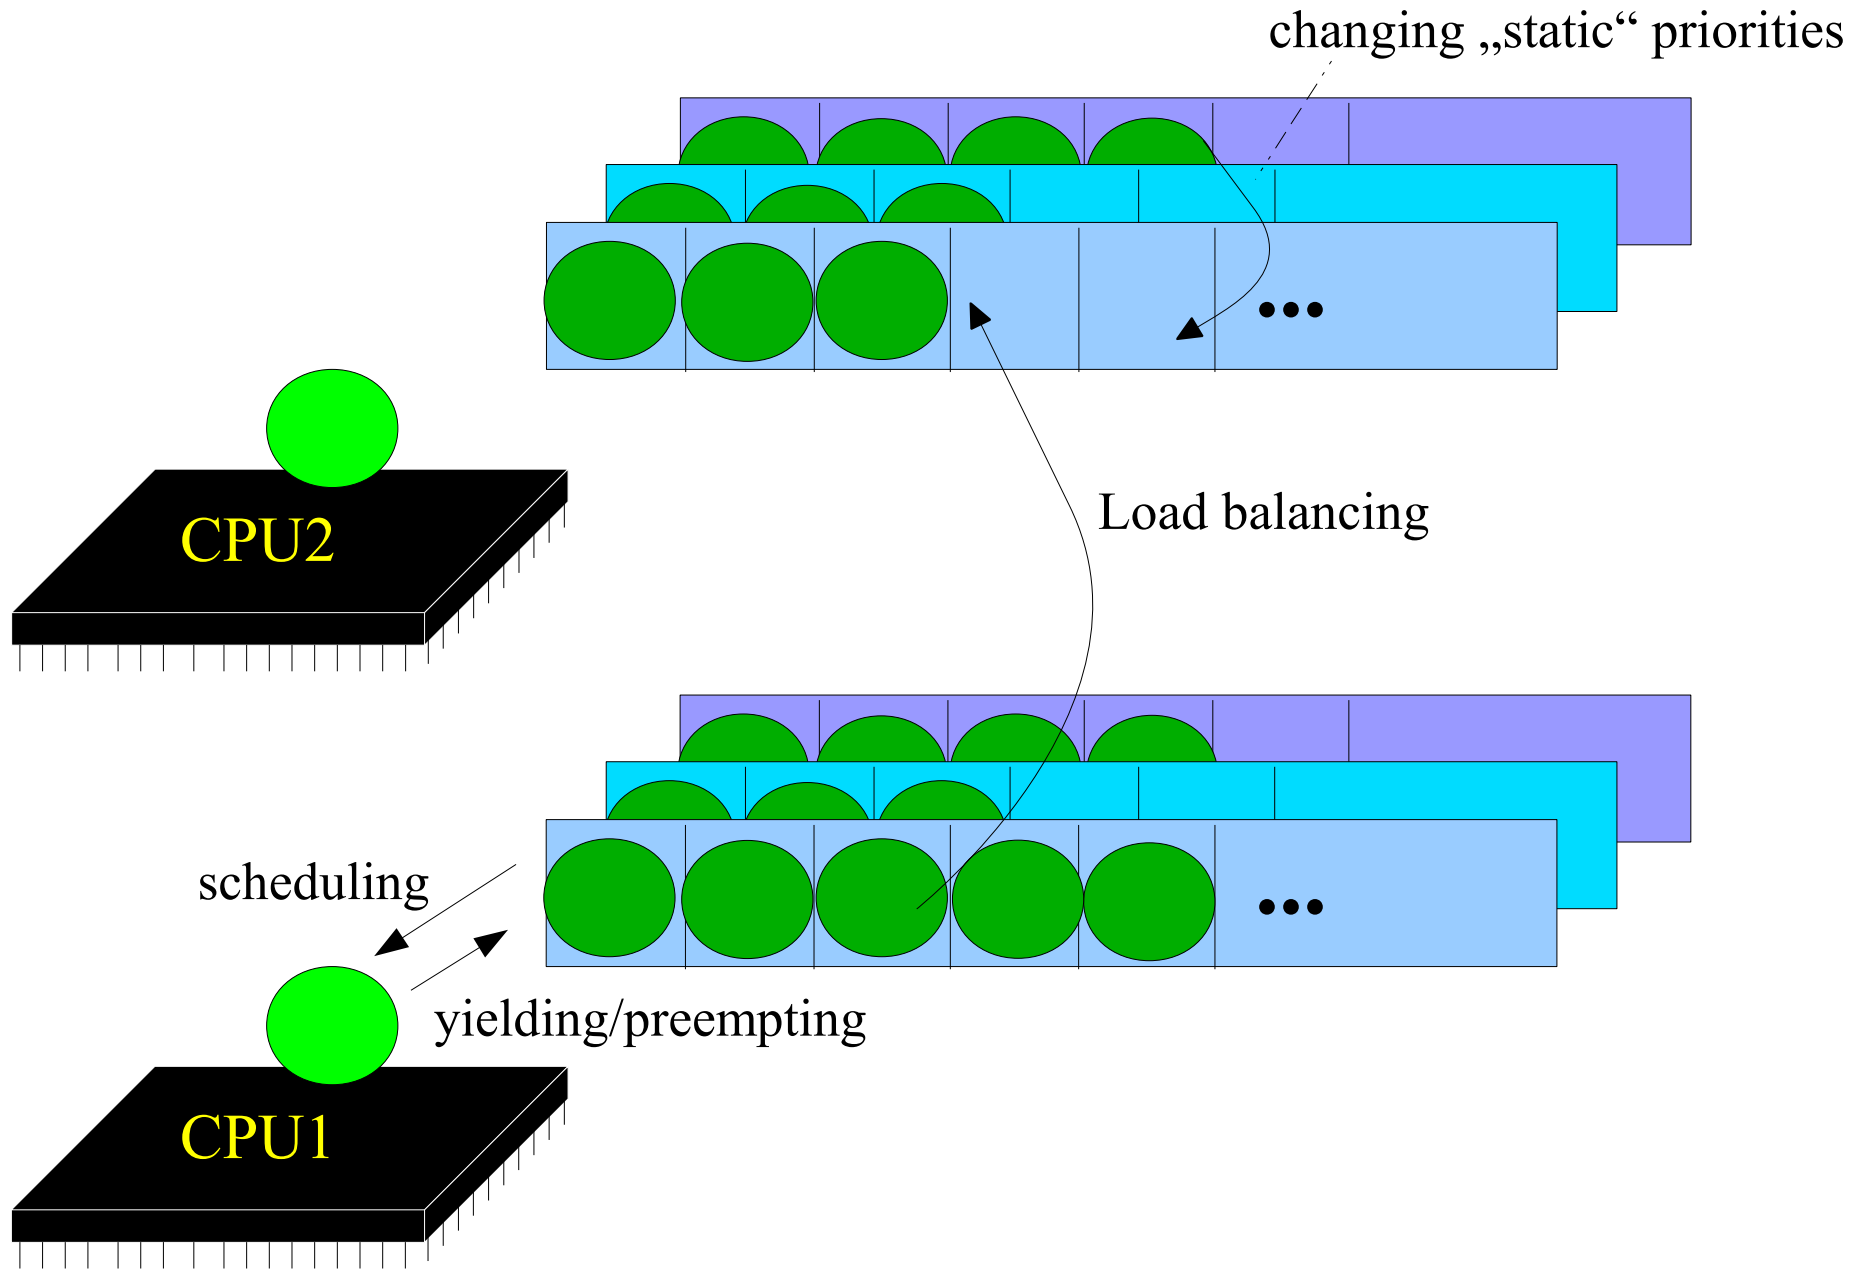 changing „static“ priorities
CPU2
Load balancing
scheduling
yielding/preempting
CPU1